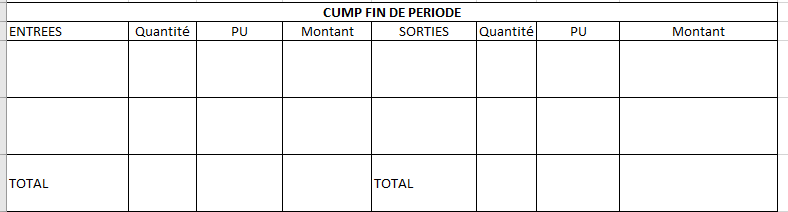 CUMP FIN DE PERIODE
ENTREES Quantité PU Montant SORTIES Quantité PU Montant
TOTAL TOTAL